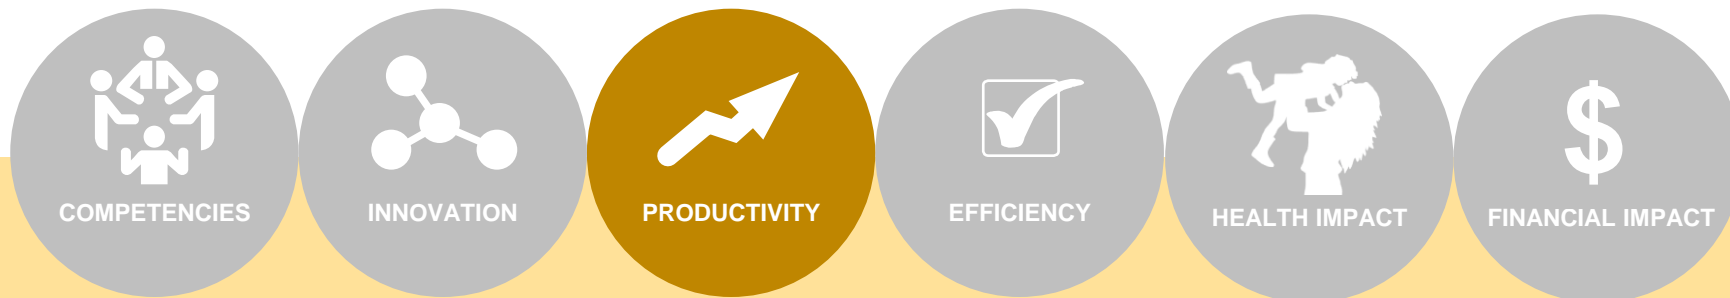 COMPETENCIES
INNOVATION
PRODUCTIVITY
EFFICIENCY
HEALTH IMPACT
$
FINANCIAL IMPACT